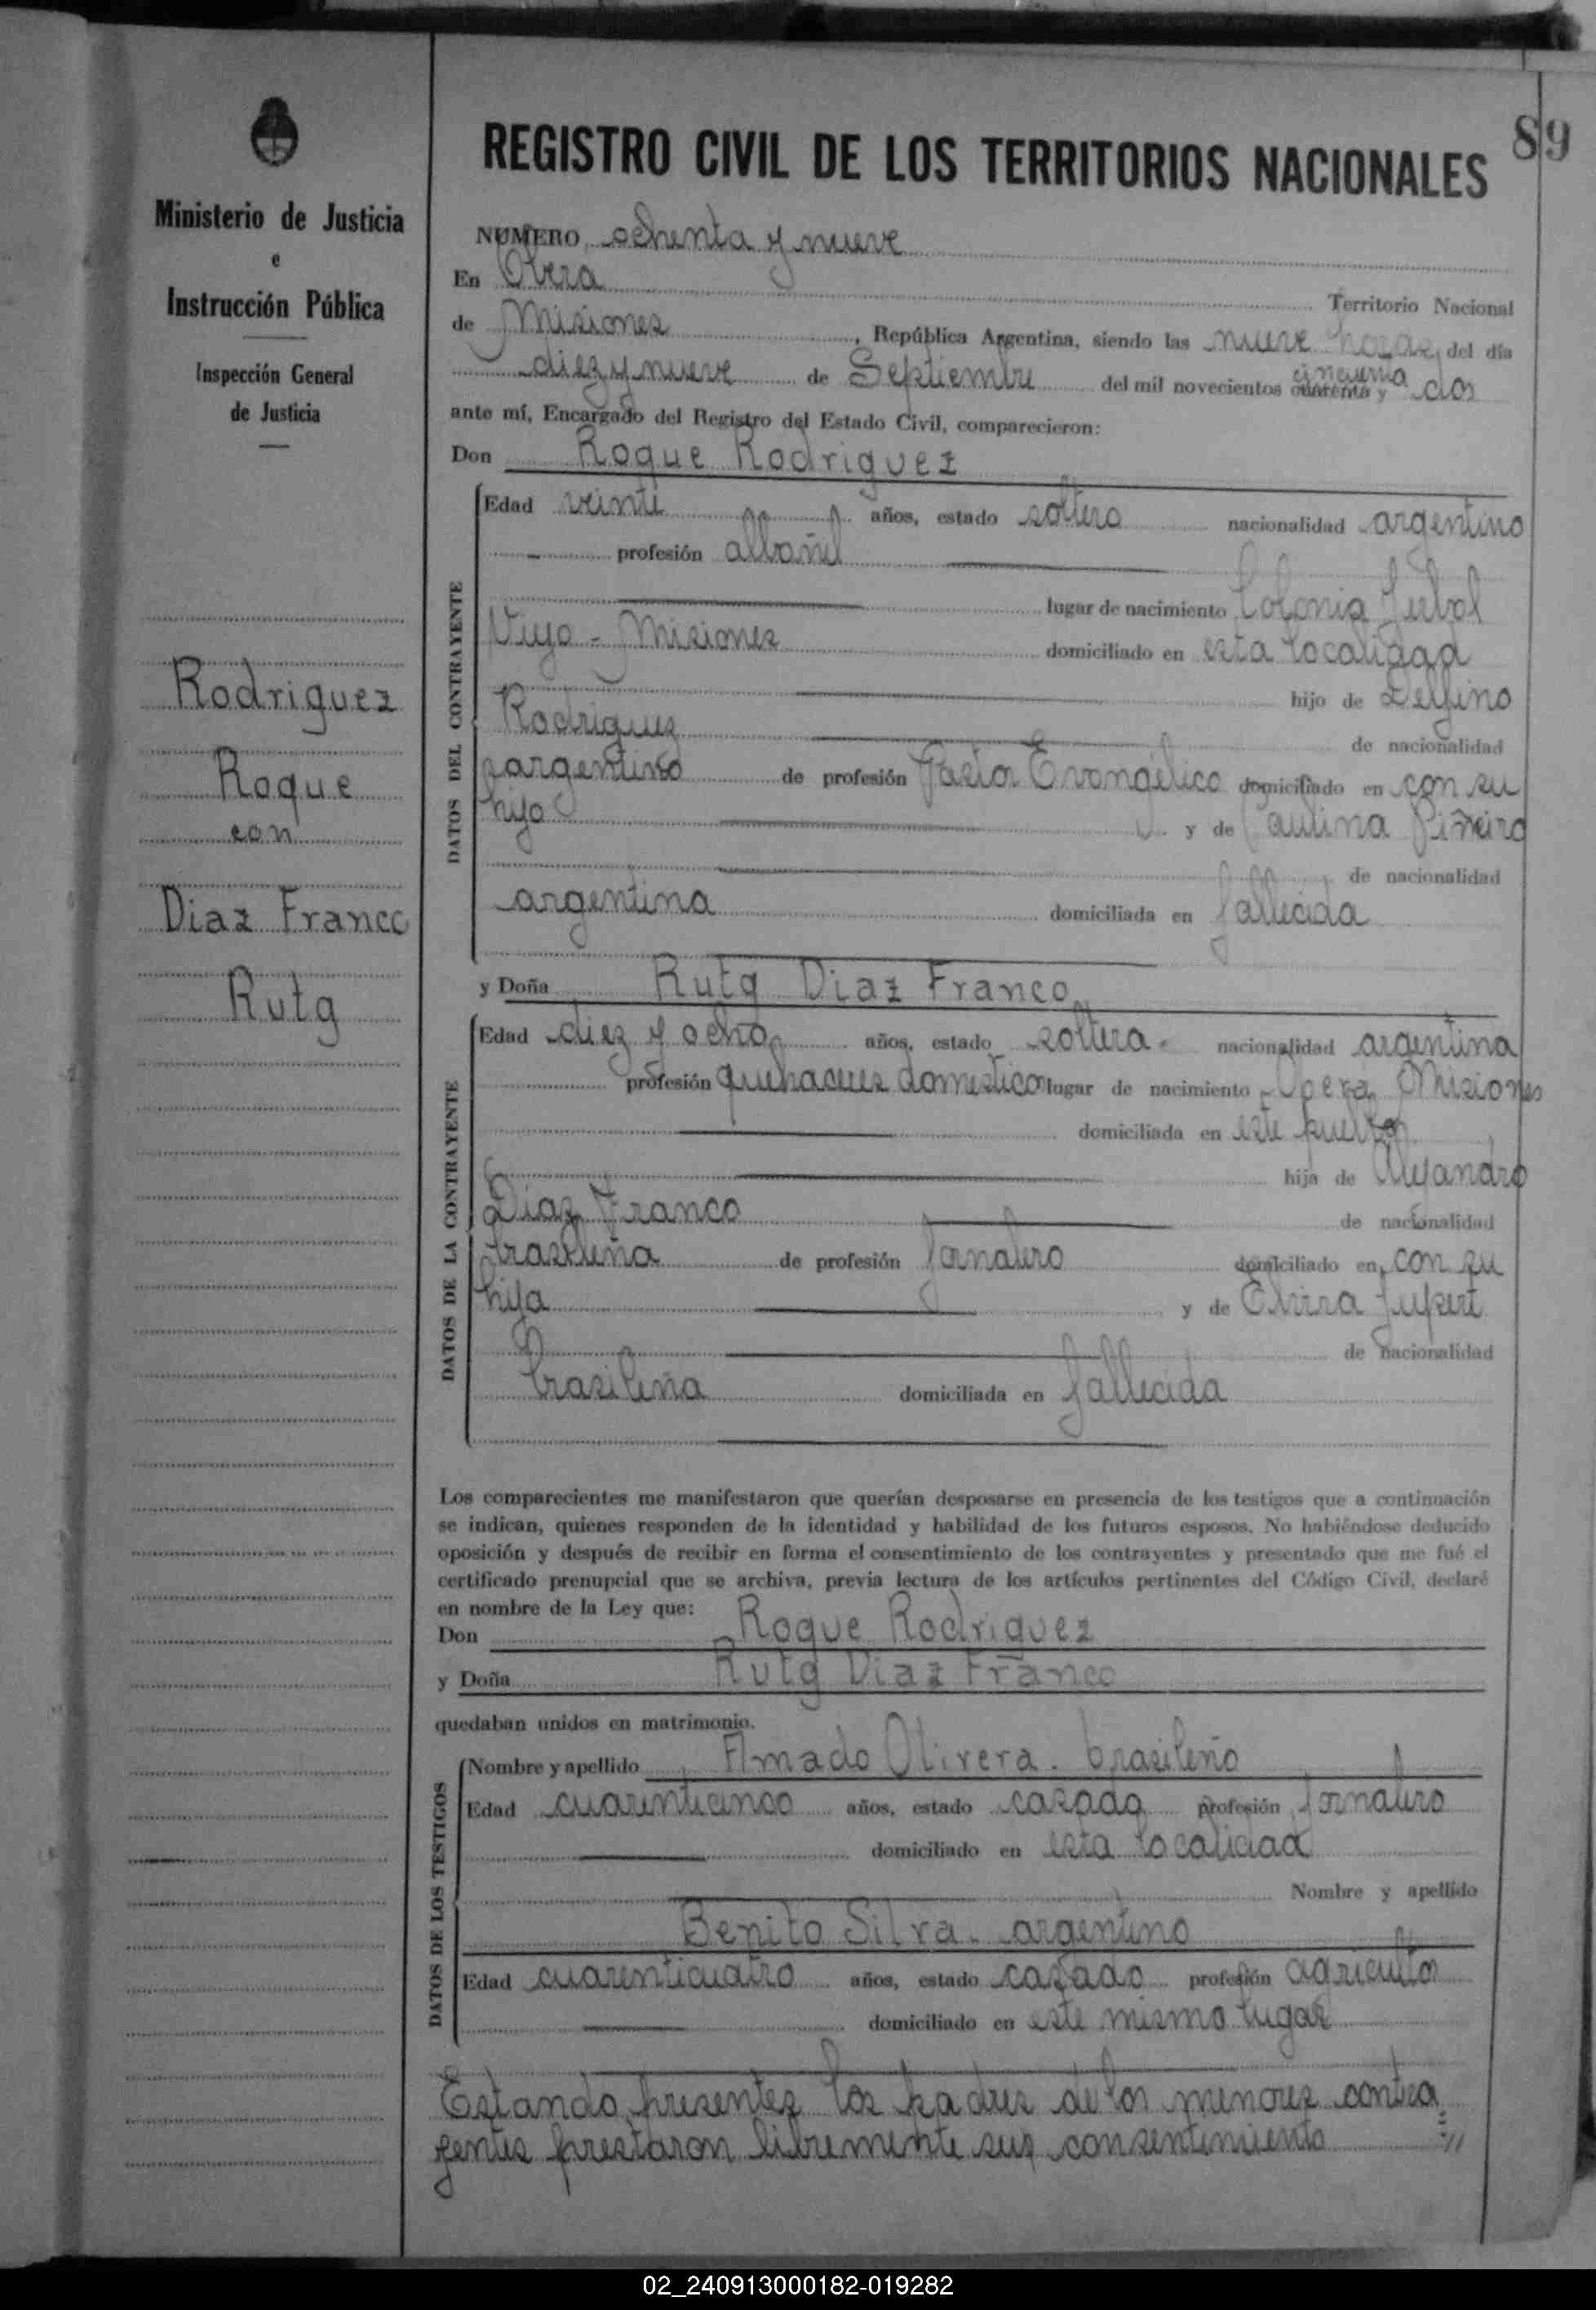 89
Ministerio de Justicia
e
Instrucción Pública
Inspección General
de Justicia
Rodriguez
Roque
con
Diaz Franco
Rutg
REGISTRO CIVIL DE LOS TERRITORIOS NACIONALES
NUMERO ochenta y nueve
En Obera Territorio Nacional
de Misiones, República Argentina, siendo las nueve horas, del día
diez y nueve de Septiembre del mil novecientos cuarenta y cincuenta dos
ante mí, Encargado del Registro del Estado Civil, comparecieron:
Don Roque Rodriguez
DATOS DEL CONTRAYENTE
Edad veinti años, estado soltero nacionalidad argentino
profesión albañil
lugar de nacimiento Colonia Yerbal
Viejo - Misiones domiciliado en esta localidad
hijo de Delfino
Rodriguez de nacionalidad
argentino de profesión Pastor Evangélico domiciliado en con su
hijo y de Paulina Piñeiro
de nacionalidad
argentina domiciliada en fallecida
y Doña Rutg Diaz Franco
DATOS DE LA CONTRAYENTE
Edad diez y ocho años, estado soltera. nacionalidad argentina
profesión quehaceres domestico lugar de nacimiento Obera, Misiones
domiciliada en este pueblo
hija de Alejandro
Diaz Franco de nacionalidad
brasileña de profesión Jornalero domiciliado en con su
hija y de Elvira
de nacionalidad
brasileña domiciliada en fallecida
Los comparecientes me manifestaron que querían desposarse en presencia de los testigos que a continuación
se indican, quienes responden de la identidad y habilidad de los futuros esposos. No habiéndose deducido
oposición y después de recibir en forma el consentimiento de los contrayentes y presentado que me fué el
certificado prenupcial que se archiva, previa lectura de los artículos pertinentes del Código Civil, declaré
en nombre de la Ley que:
Don Roque Rodriguez
y Doña Rutg Diaz Franco
quedaban unidos en matrimonio.
DATOS DE LOS TESTIGOS
Nombre y apellido Amado Olivera. brasileño
Edad cuarenticinco años, estado casado profesión jornalero
domiciliado en esta localidad
Nombre y apellido
Benito Silva. argentino
Edad cuarenticuatro años, estado casado profesión agricultor
domiciliado en este mismo lugar
Estando presentes los padres de los menores contra
yentes prestaron libremente sus consentimiento
02_240913000182-019282